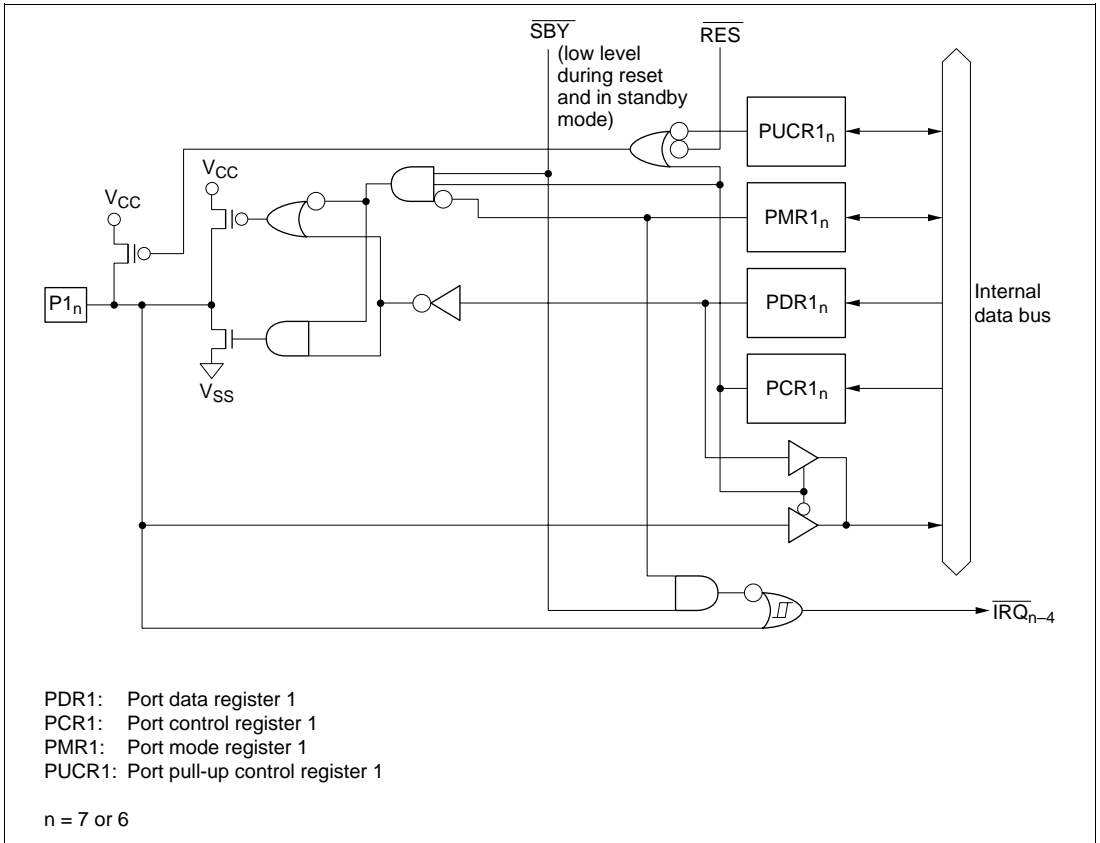 SBY
(low level
during reset
and in standby
mode)
RES
PUCR1n
VCC
VCC
PMR1n
P1n
PDR1n
Internal
data bus
VSS
PCR1n
IRQn–4
PDR1: Port data register 1
PCR1: Port control register 1
PMR1: Port mode register 1
PUCR1: Port pull-up control register 1
n = 7 or 6